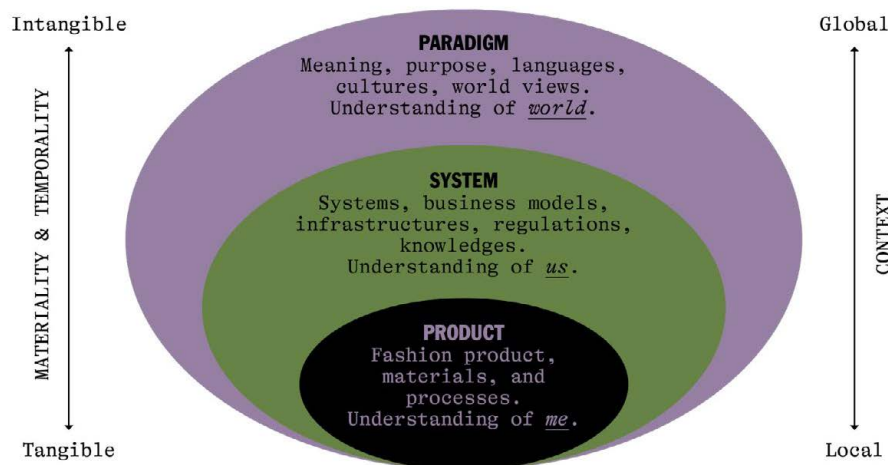 Intangible
Global
PARADIGM
Meaning, purpose, languages,
cultures, world views.
Understanding of world.
SYSTEM
Systems, business models,
infrastructures, regulations,
knowledges.
Understanding of us.
PRODUCT
Fashion product,
materials, and
processes.
Understanding of me.
MATERIALITY & TEMPORALITY
CONTEXT
Tangible
Local